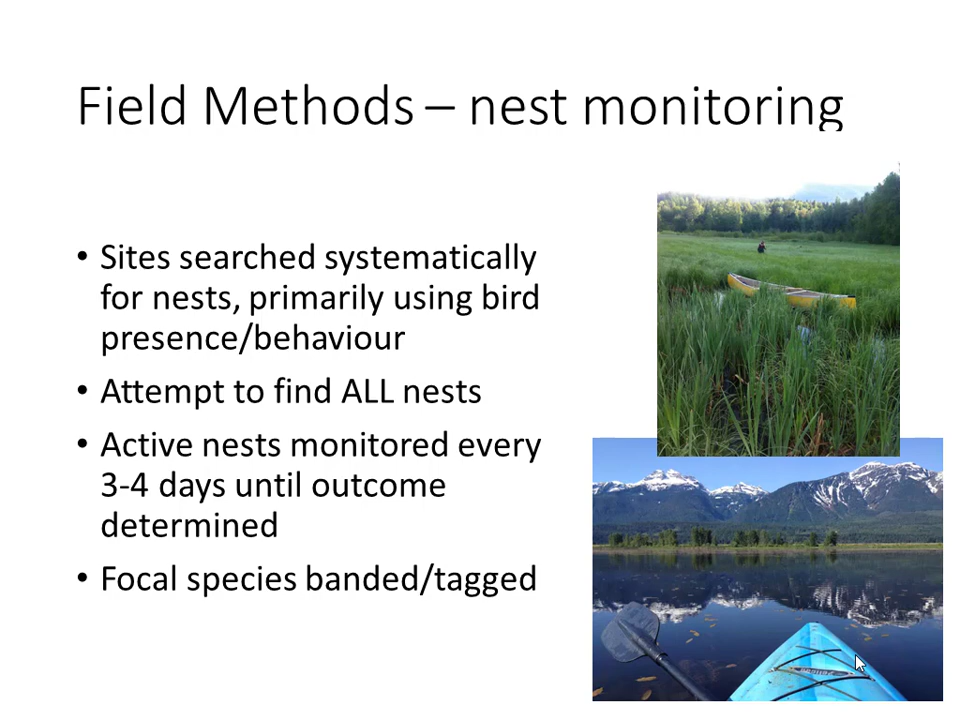 Field Methods – nest monitoring
• Sites searched systematically
for nests, primarily using bird
presence/behaviour
• Attempt to find ALL nests
• Active nests monitored every
3-4 days until outcome
determined
• Focal species banded/tagged